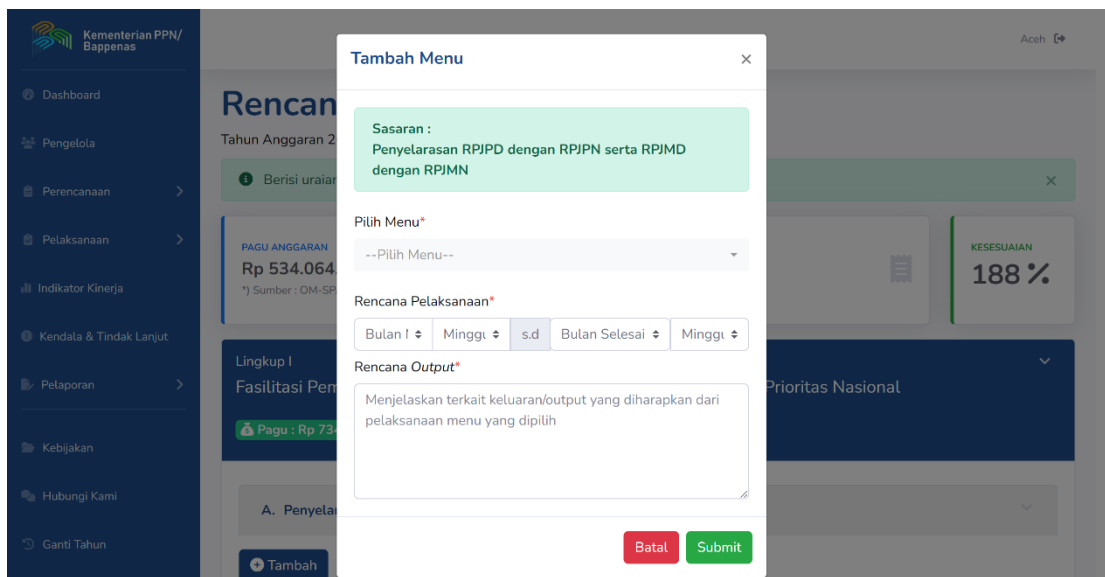 Kementerian PPN/
Bappenas
Dashboard
Pengelola
Perencanaan
Pelaksanaan
Indikator Kinerja
Kendala & Tindak Lanjut
Pelaporan
Kebijakan
Hubungi Kami
Ganti Tahun
Aceh
Rencan
Tahun Anggaran 2
Berisi uraian
PAGU ANGGARAN
Rp 534.064.
*) Sumber : OM-SP
KESESUAIAN
188 %
Lingkup I
Fasilitasi Pem
Prioritas Nasional
Pagu : Rp 734
A. Penyela
Tambah
Tambah Menu
Sasaran :
Penyelarasan RPJPD dengan RPJPN serta RPJMD
dengan RPJMN
Pilih Menu*
--Pilih Menu--
Rencana Pelaksanaan*
Bulan Minggu s.d Bulan Selesai Minggu
Rencana Output*
Menjelaskan terkait keluaran/output yang diharapkan dari
pelaksanaan menu yang dipilih
Batal Submit